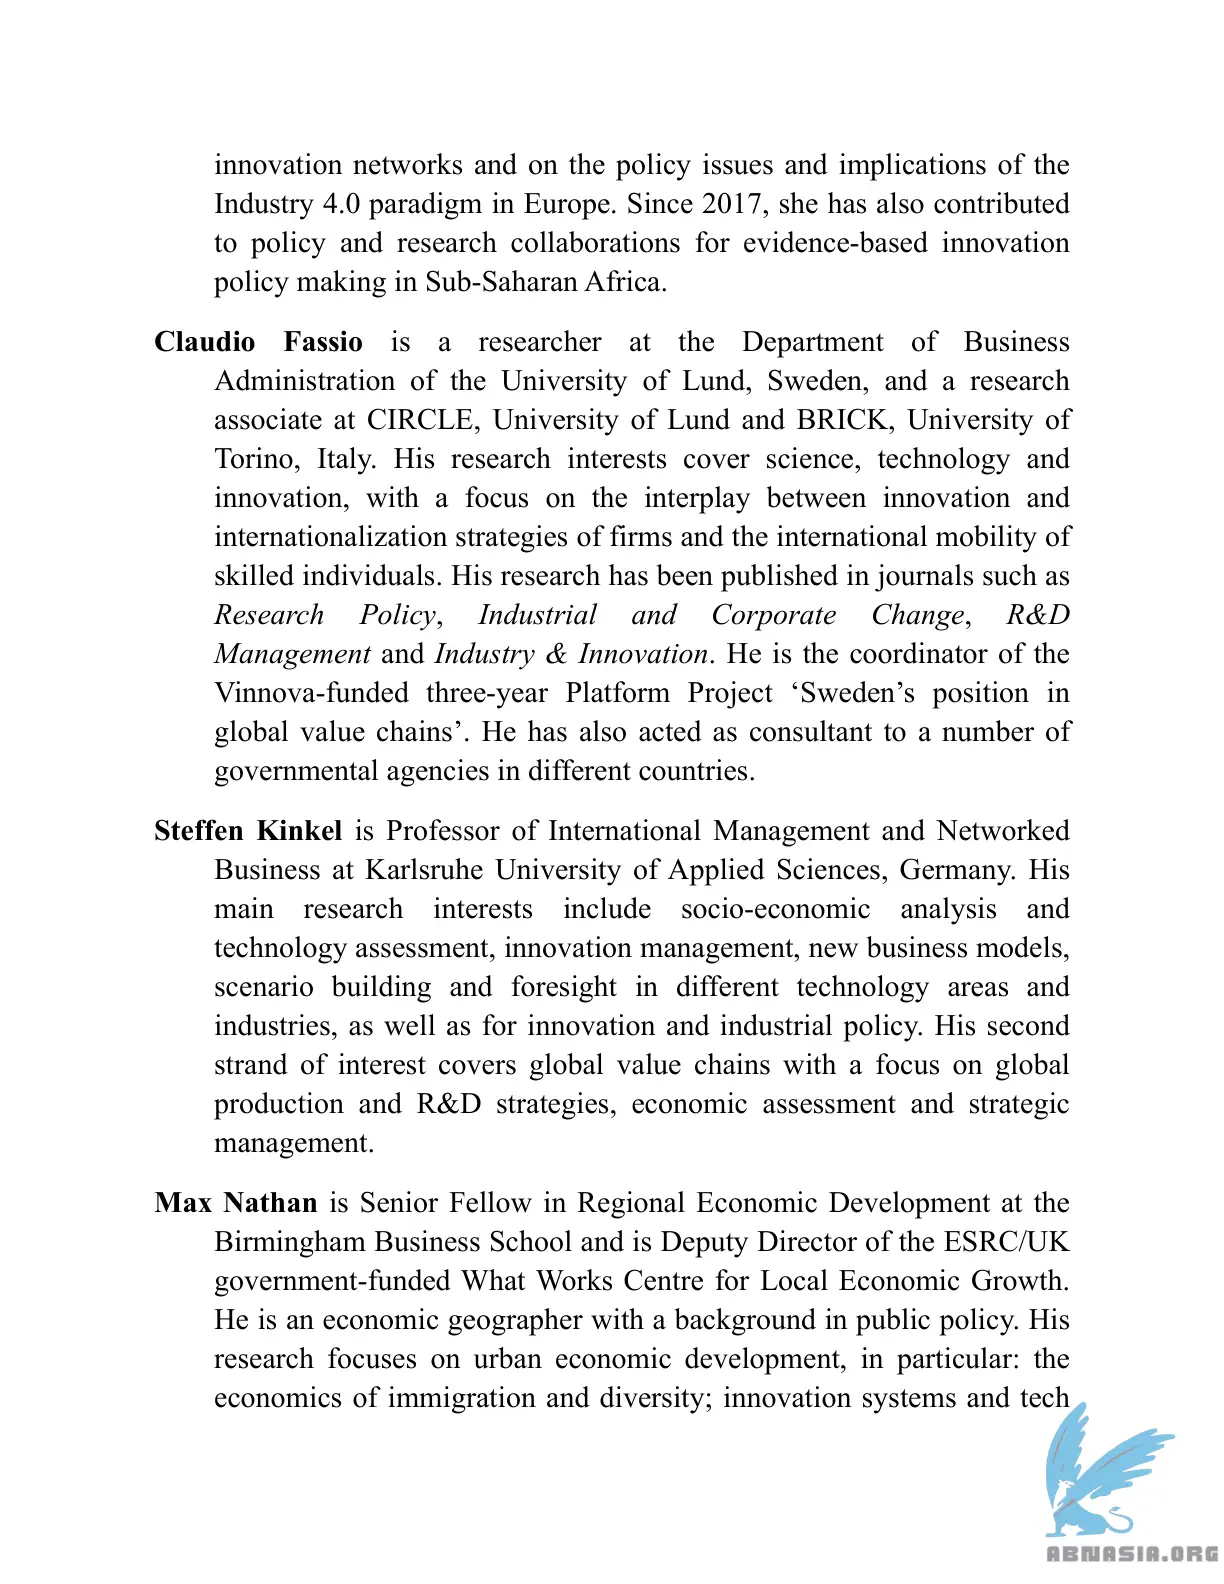 innovation networks and on the policy issues and implications of the
Industry 4.0 paradigm in Europe. Since 2017, she has also contributed
to policy and research collaborations for evidence-based innovation
policy making in Sub-Saharan Africa.
Claudio Fassio is a researcher at the Department of Business
Administration of the University of Lund, Sweden, and a research
associate at CIRCLE, University of Lund and BRICK, University of
Torino, Italy. His research interests cover science, technology and
innovation, with a focus on the interplay between innovation and
internationalization strategies of firms and the international mobility of
skilled individuals. His research has been published in journals such as
Research Policy, Industrial and Corporate Change, R&D
Management and Industry & Innovation. He is the coordinator of the
Vinnova-funded three-year Platform Project ‘Sweden’s position in
global value chains’. He has also acted as consultant to a number of
governmental agencies in different countries.
Steffen Kinkel is Professor of International Management and Networked
Business at Karlsruhe University of Applied Sciences, Germany. His
main research interests include socio-economic analysis and
technology assessment, innovation management, new business models,
scenario building and foresight in different technology areas and
industries, as well as for innovation and industrial policy. His second
strand of interest covers global value chains with a focus on global
production and R&D strategies, economic assessment and strategic
management.
Max Nathan is Senior Fellow in Regional Economic Development at the
Birmingham Business School and is Deputy Director of the ESRC/UK
government-funded What Works Centre for Local Economic Growth.
He is an economic geographer with a background in public policy. His
research focuses on urban economic development, in particular: the
economics of immigration and diversity; innovation systems and tech
ABNASIA.ORG